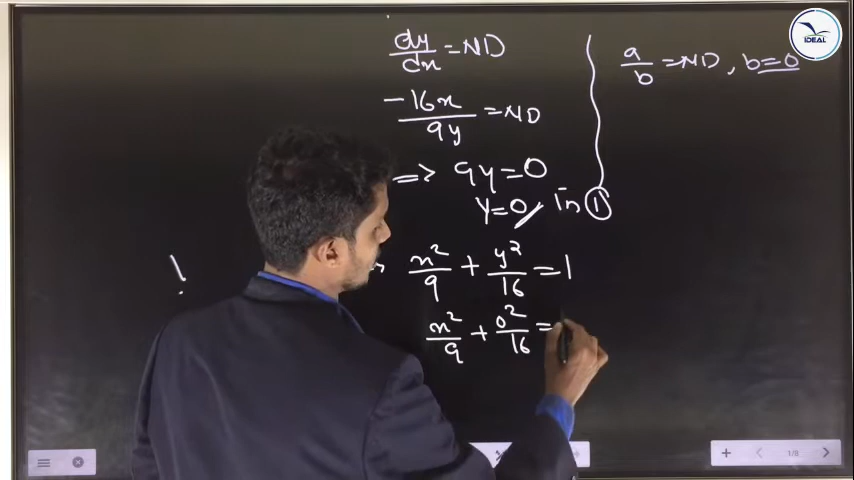 dy/dx = ND
-16x/9y = ND
=> 9y = 0
y = 0 in ①
x²/9 + y²/16 = 1
x²/9 + 0²/16 =
a/b = ND, b = 0
!
IDEAL
1/8